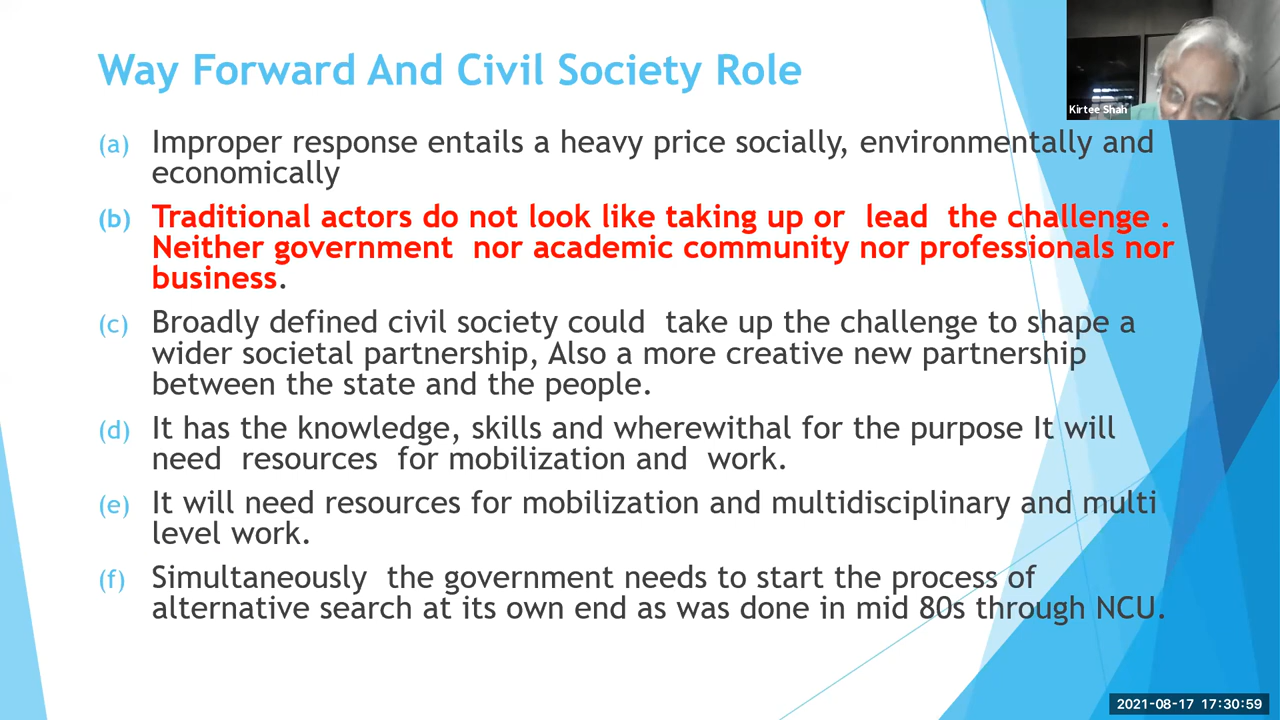 Way Forward And Civil Society Role
Kirtee Shah
(a) Improper response entails a heavy price socially, environmentally and
economically
(b) Traditional actors do not look like taking up or lead the challenge .
Neither government nor academic community nor professionals nor
business.
(c) Broadly defined civil society could take up the challenge to shape a
wider societal partnership, Also a more creative new partnership
between the state and the people.
(d) It has the knowledge, skills and wherewithal for the purpose It will
need resources for mobilization and work.
(e) It will need resources for mobilization and multidisciplinary and multi
level work.
(f) Simultaneously the government needs to start the process of
alternative search at its own end as was done in mid 80s through NCU.
2021-08-17 17:30:59